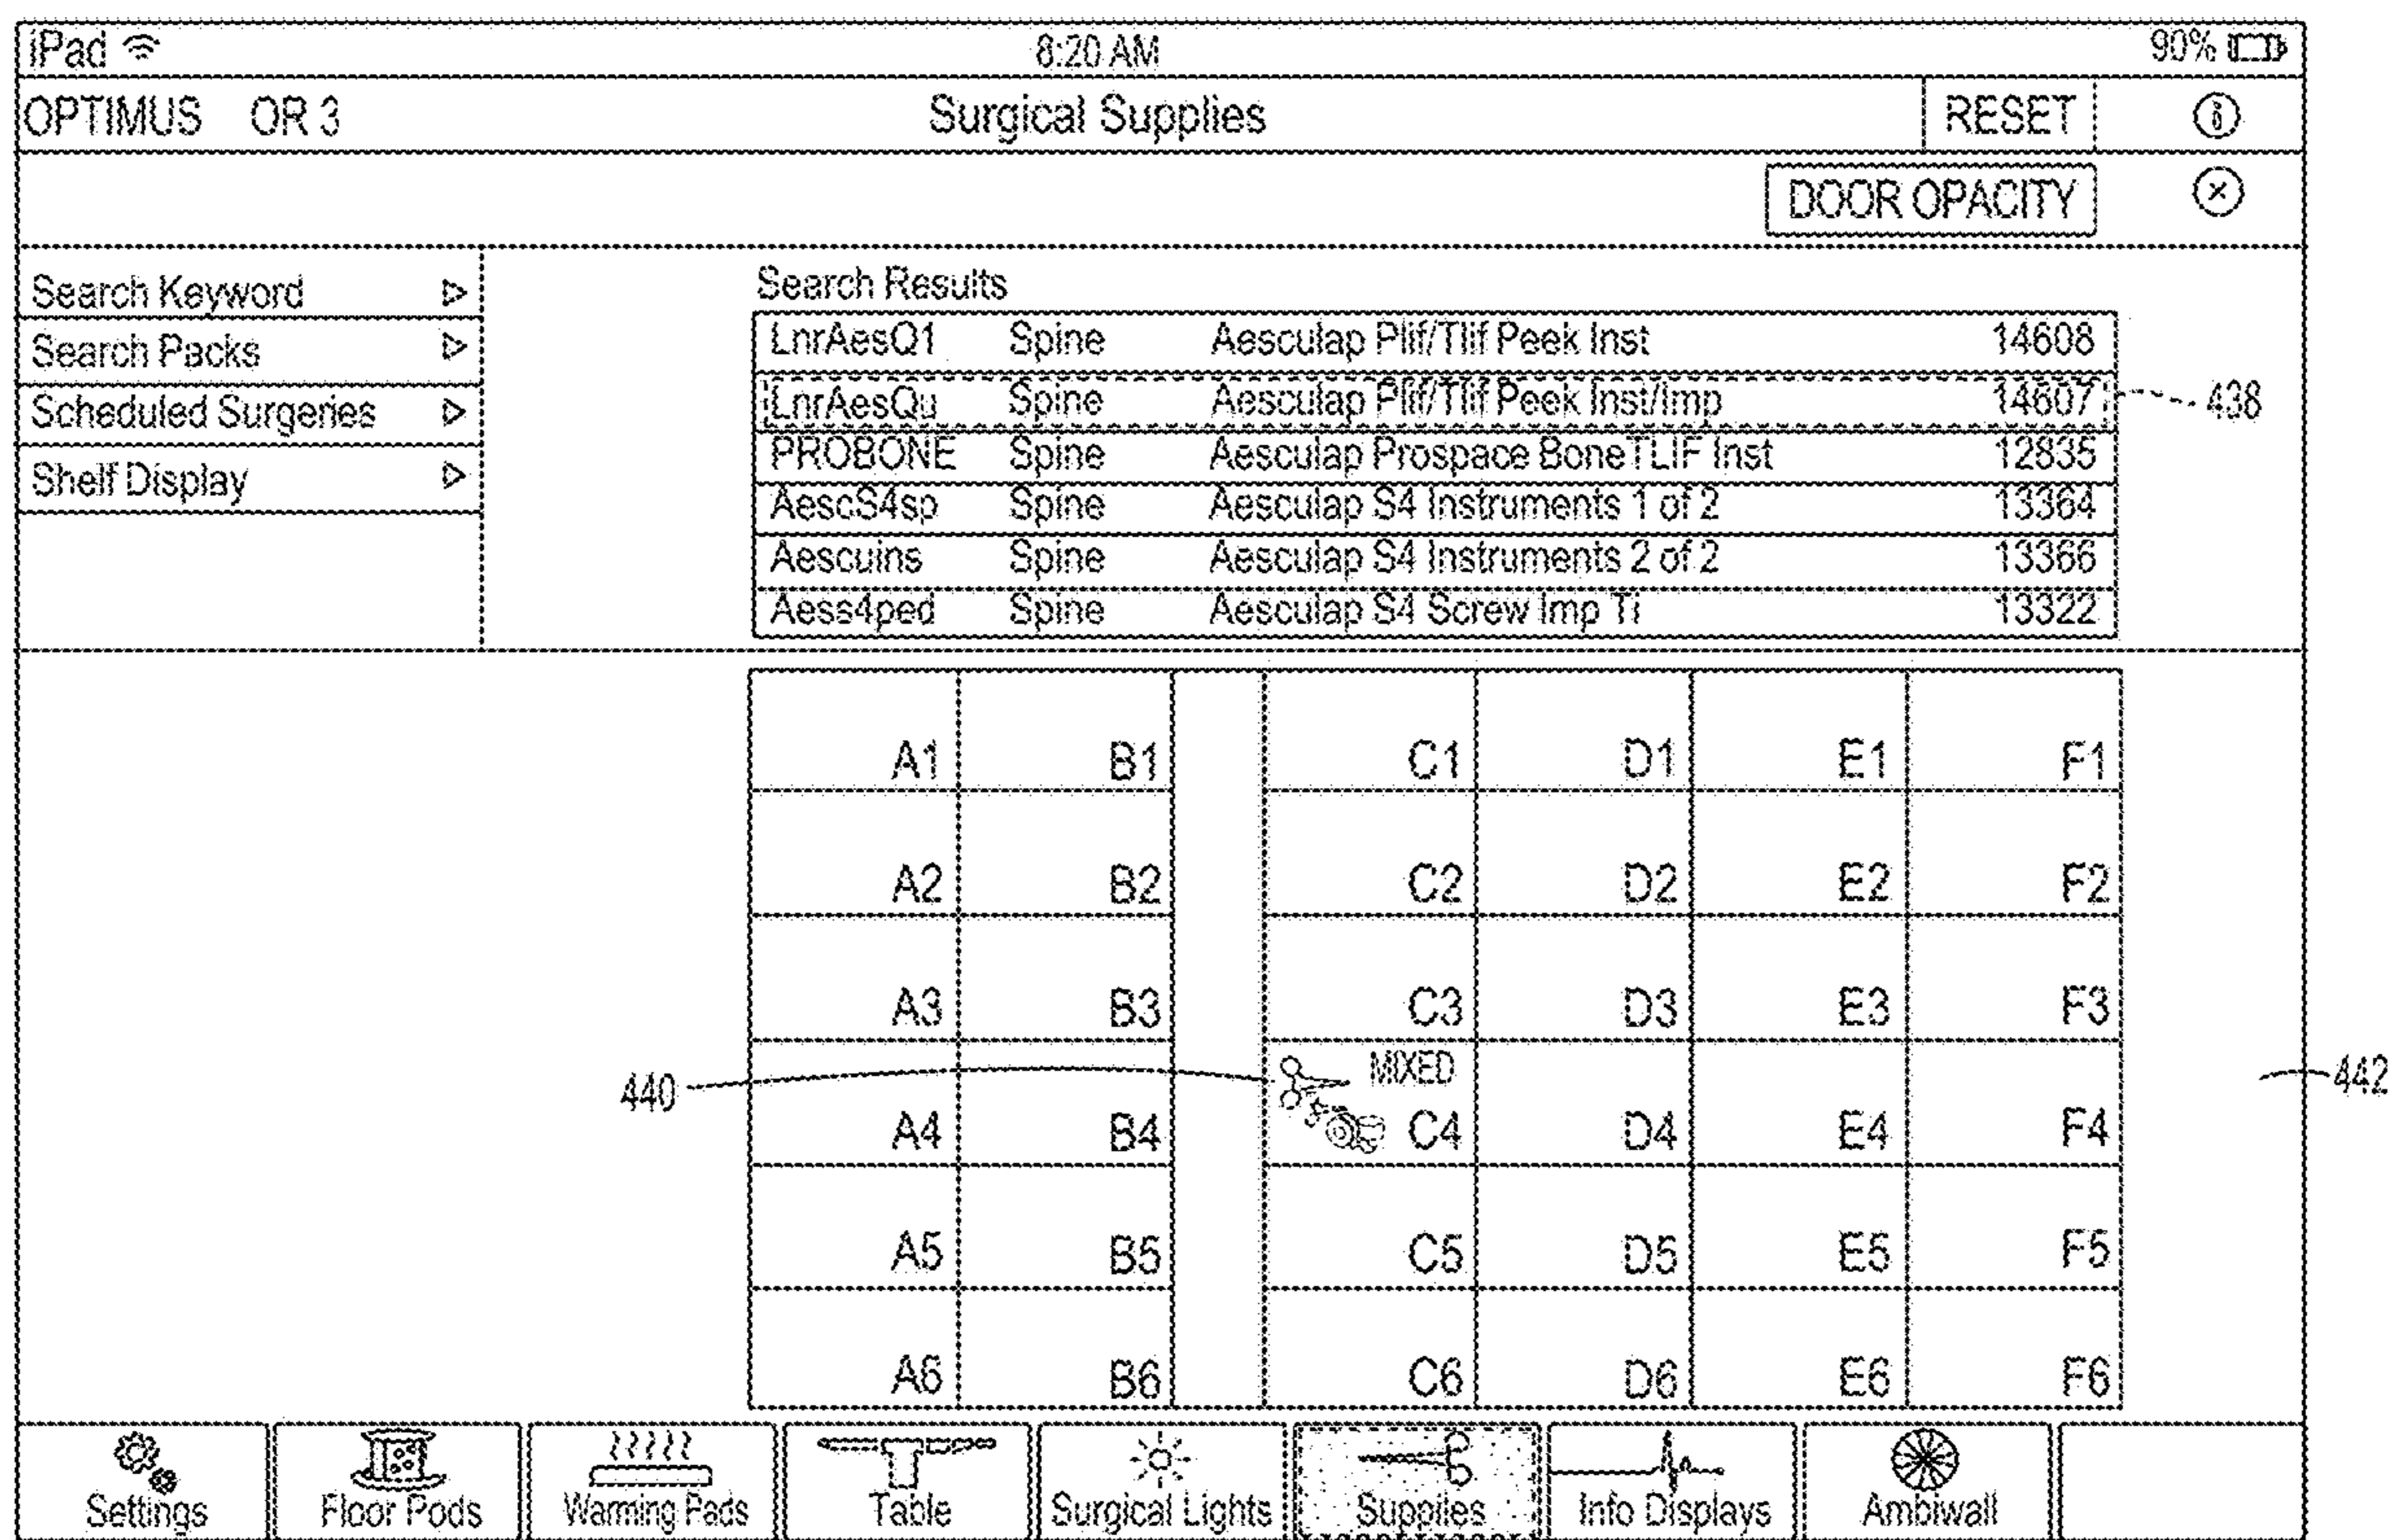 iPad 8:20 AM 90%
OPTIMUS OR 3 Surgical Supplies RESET
DOOR OPACITY
Search Keyword
Search Packs
Scheduled Surgeries
Shelf Display
Search Results
LnrAesQ1 Spine Aesculap Plif/Tlif Peek Inst 14608
LnrAesQu Spine Aesculap Plif/Tlif Peek Inst/Imp 14607 438
PROBONE Spine Aesculap Prospace BoneTLIF Inst 12835
AescS4sp Spine Aesculap S4 Instruments 1 of 2 13364
Aescuins Spine Aesculap S4 Instruments 2 of 2 13366
Aess4ped Spine Aesculap S4 Screw Imp Ti 13322
A1 B1 C1 D1 E1 F1
A2 B2 C2 D2 E2 F2
A3 B3 C3 D3 E3 F3
MIXED
440 442
A4 B4 C4 D4 E4 F4
A5 B5 C5 D5 E5 F5
A6 B6 C6 D6 E6 F6
Settings Floor Pods Warming Pads Table Surgical Lights Supplies Info Displays Ambiwall